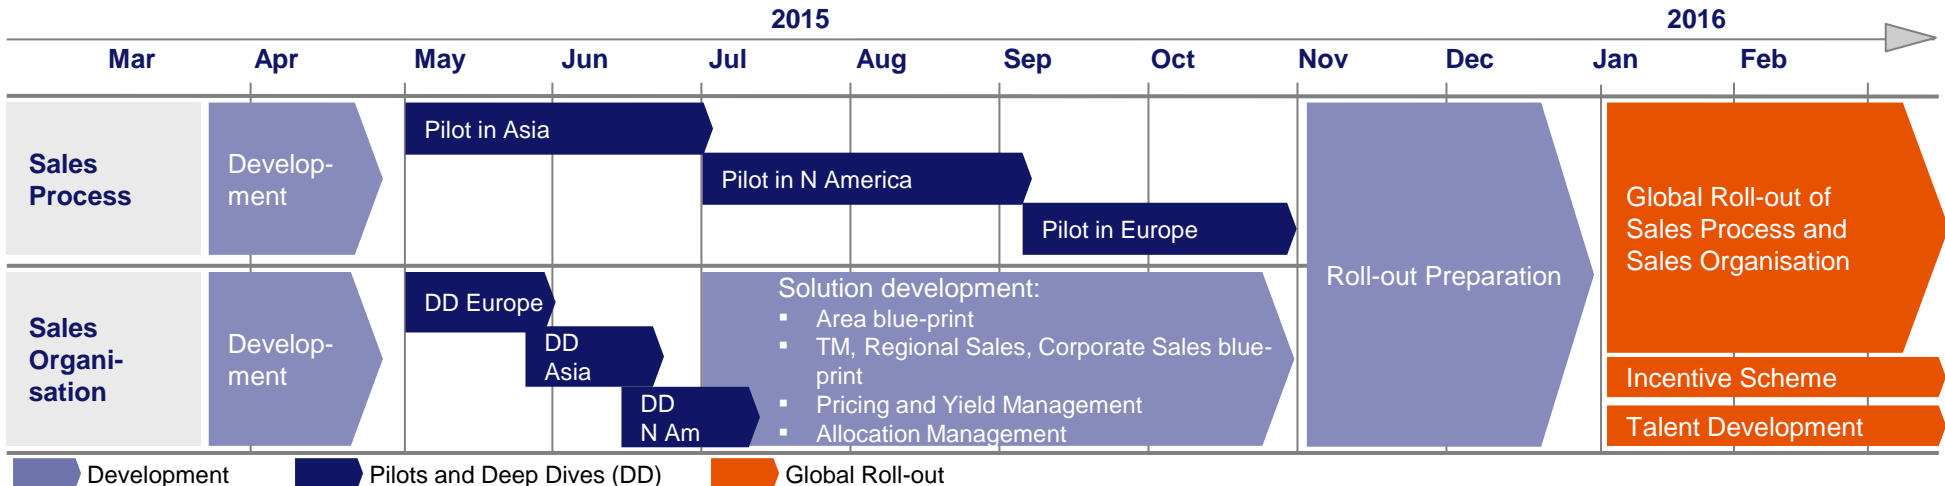 2015
2016
Mar
Apr
May
Jun
Jul
Aug
Sep
Oct
Nov
Dec
Jan
Feb
Sales
Process
Develop-
ment
Pilot in Asia
Pilot in N America
Pilot in Europe
Sales
Organi-
sation
Develop-
ment
DD Europe
DD
Asia
DD
N Am
Solution development:
▪ Area blue-print
▪ TM, Regional Sales, Corporate Sales blue-
print
▪ Pricing and Yield Management
▪ Allocation Management
Roll-out Preparation
Global Roll-out of
Sales Process and
Sales Organisation
Incentive Scheme
Talent Development
Development
Pilots and Deep Dives (DD)
Global Roll-out